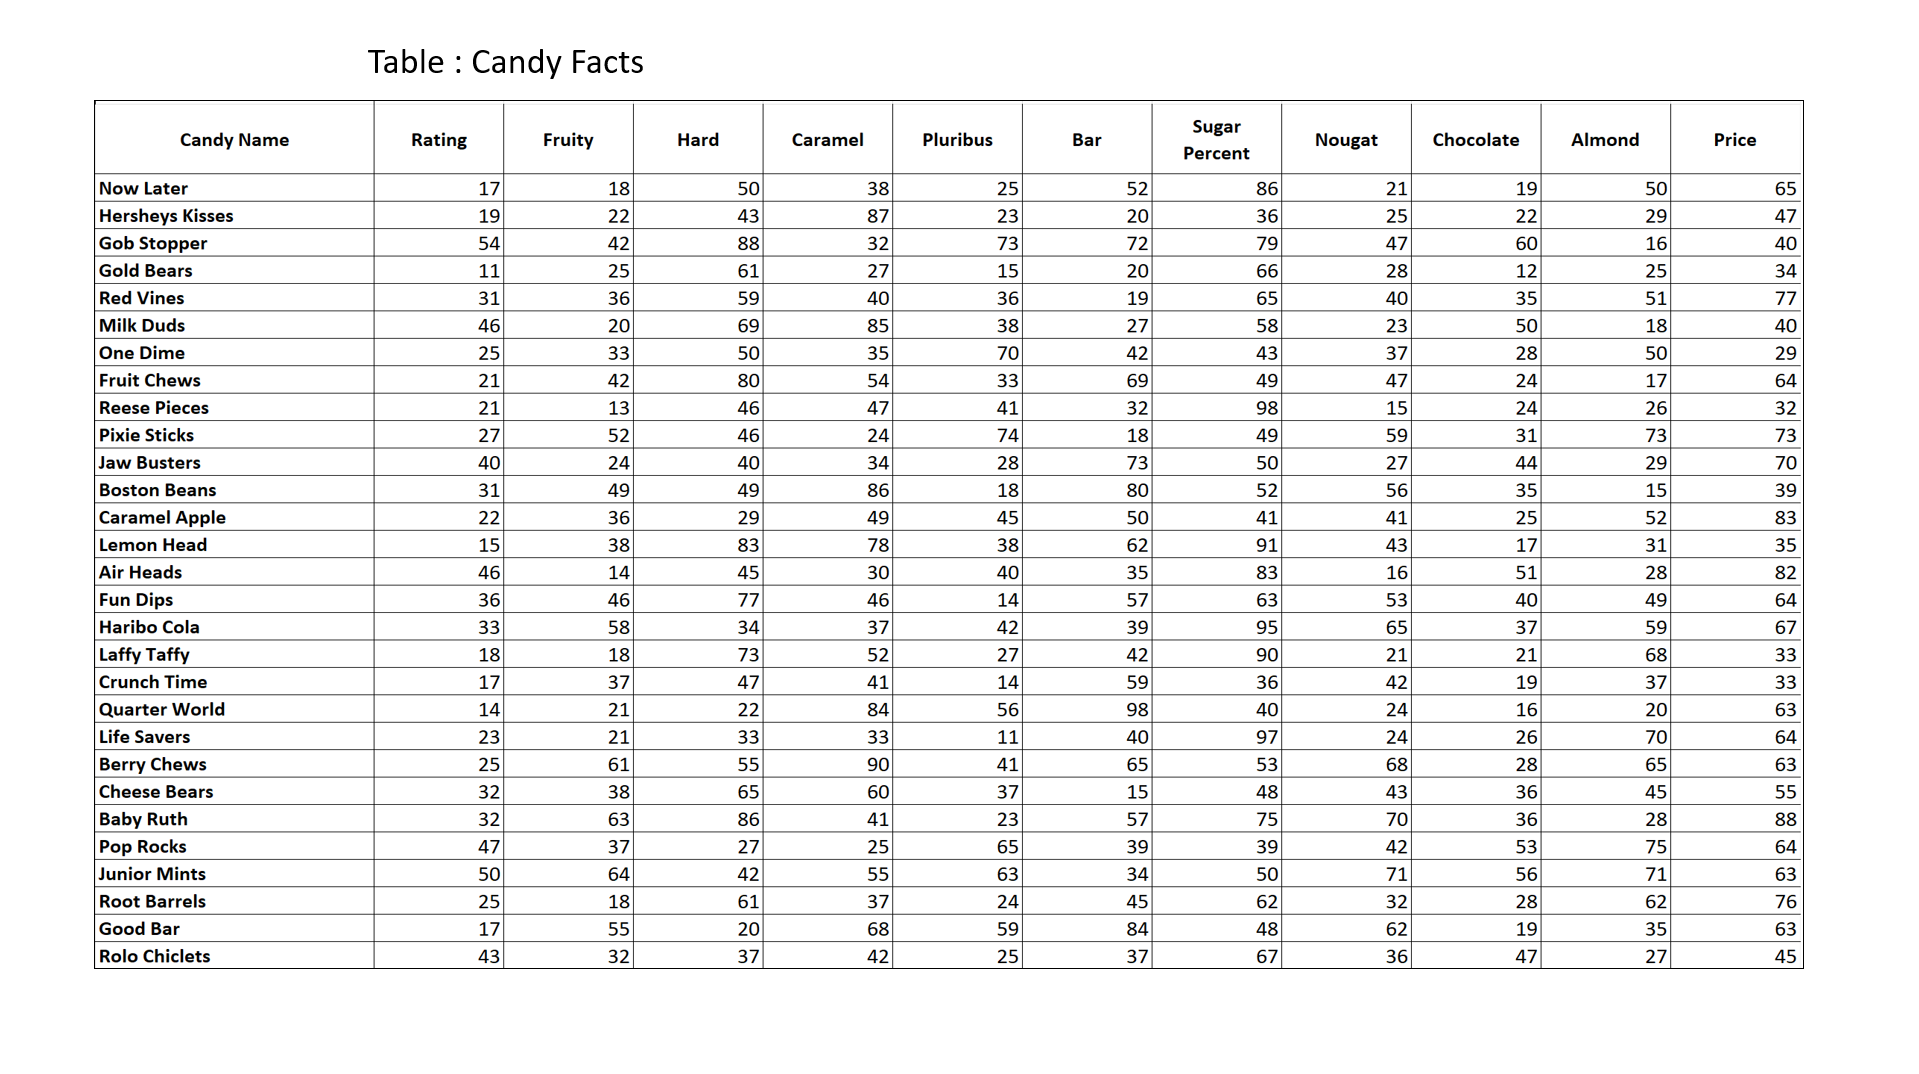 Table : Candy Facts
Candy Name Rating Fruity Hard Caramel Pluribus Bar Sugar Percent Nougat Chocolate Almond Price
Now Later 17 18 50 38 25 52 86 21 19 50 65
Hersheys Kisses 19 22 43 87 23 20 36 25 22 29 47
Gob Stopper 54 42 88 32 73 72 79 47 60 16 40
Gold Bears 11 25 61 27 15 20 66 28 12 25 34
Red Vines 31 36 59 40 36 19 65 40 35 51 77
Milk Duds 46 20 69 85 38 27 58 23 50 18 40
One Dime 25 33 50 35 70 42 43 37 28 50 29
Fruit Chews 21 42 80 54 33 69 49 47 24 17 64
Reese Pieces 21 13 46 47 41 32 98 15 24 26 32
Pixie Sticks 27 52 46 24 74 18 49 59 31 73 73
Jaw Busters 40 24 40 34 28 73 50 27 44 29 70
Boston Beans 31 49 49 86 18 80 52 56 35 15 39
Caramel Apple 22 36 29 49 45 50 41 41 25 52 83
Lemon Head 15 38 83 78 38 62 91 43 17 31 35
Air Heads 46 14 45 30 40 35 83 16 51 28 82
Fun Dips 36 46 77 46 14 57 63 53 40 49 64
Haribo Cola 33 58 34 37 42 39 95 65 37 59 67
Laffy Taffy 18 18 73 52 27 42 90 21 21 68 33
Crunch Time 17 37 47 41 14 59 36 42 19 37 33
Quarter World 14 21 22 84 56 98 40 24 16 20 63
Life Savers 23 21 33 33 11 40 97 24 26 70 64
Berry Chews 25 61 55 90 41 65 53 68 28 65 63
Cheese Bears 32 38 65 60 37 15 48 43 36 45 55
Baby Ruth 32 63 86 41 23 57 75 70 36 28 88
Pop Rocks 47 37 27 25 65 39 39 42 53 75 64
Junior Mints 50 64 42 55 63 34 50 71 56 71 63
Root Barrels 25 18 61 37 24 45 62 32 28 62 76
Good Bar 17 55 20 68 59 84 48 62 19 35 63
Rolo Chiclets 43 32 37 42 25 37 67 36 47 27 45